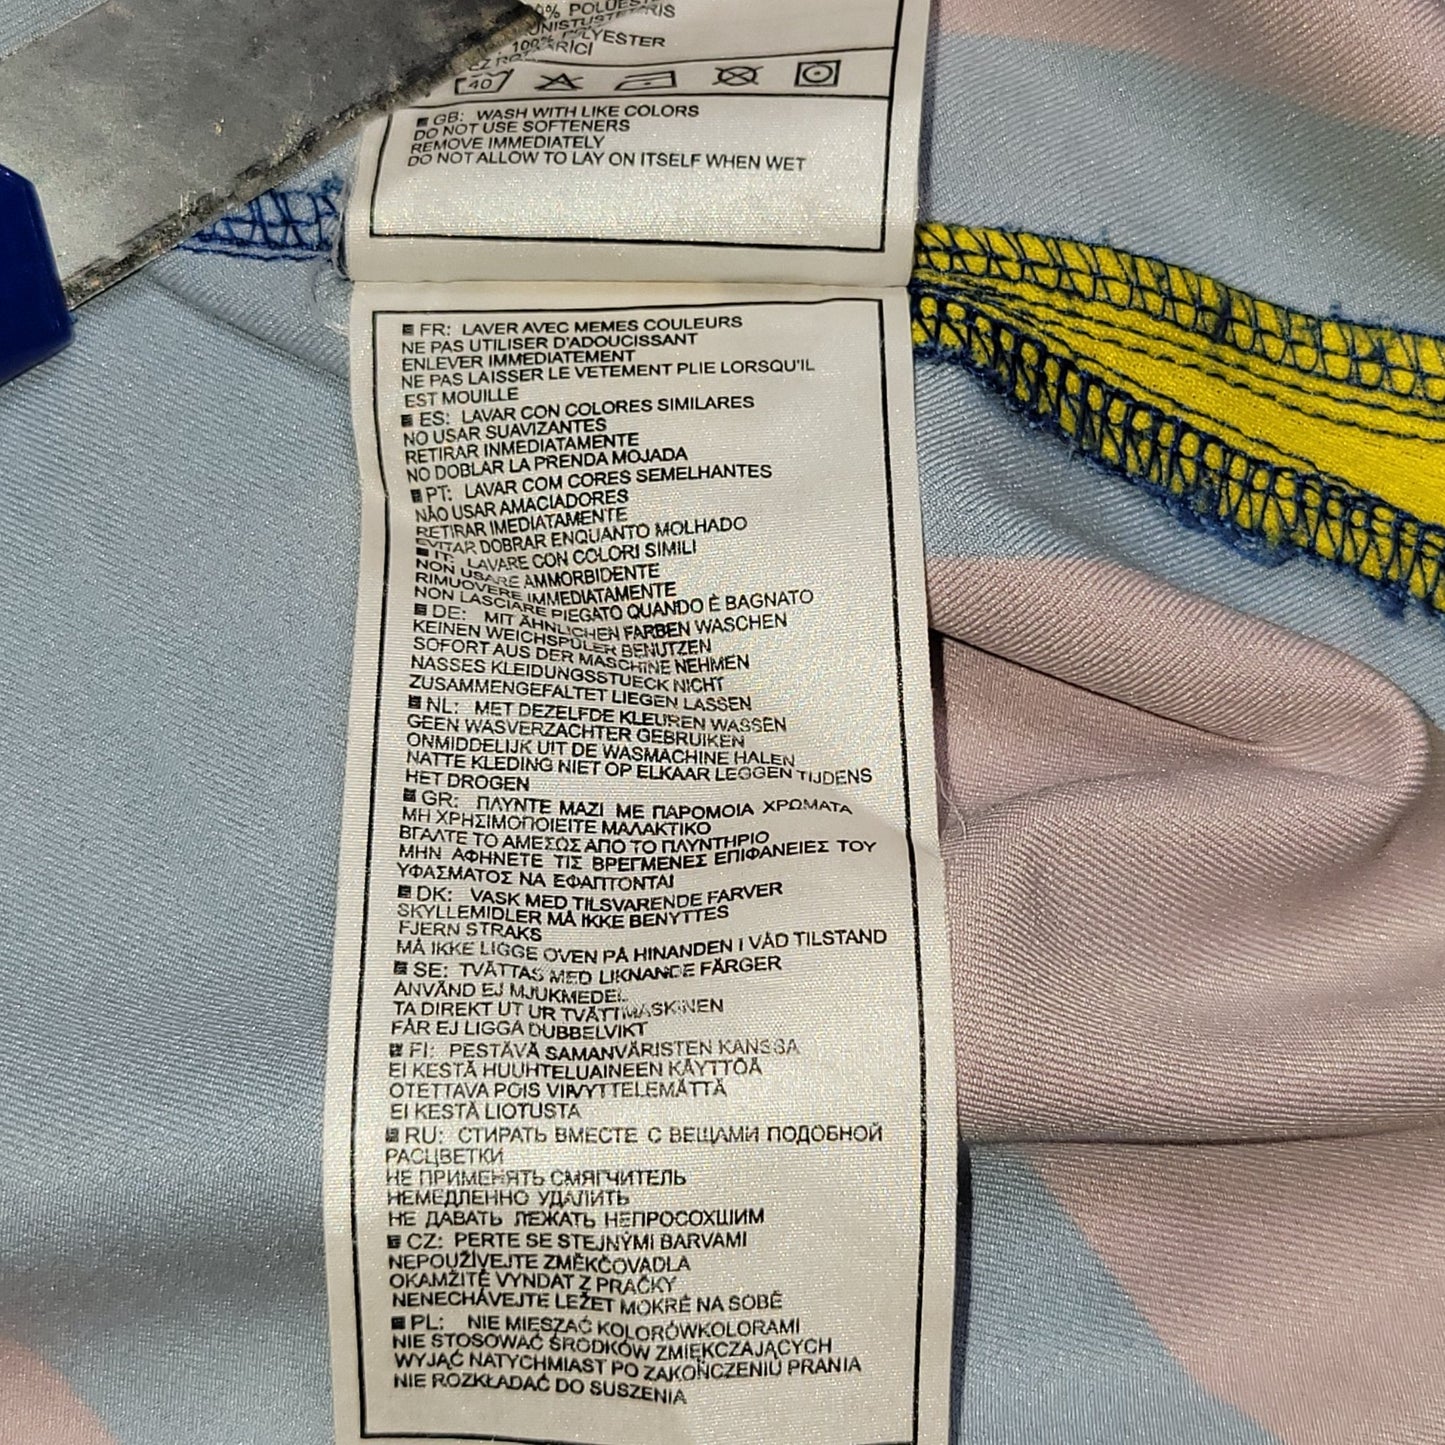 100% POLYESTER
40
GB: WASH WITH LIKE COLORS
DO NOT USE SOFTENERS
REMOVE IMMEDIATELY
DO NOT ALLOW TO LAY ON ITSELF WHEN WET
FR: LAVER AVEC MEMES COULEURS
NE PAS UTILISER D'ADOUCISSANT
ENLEVER IMMEDIATEMENT
NE PAS LAISSER LE VETEMENT PLIE LORSQU'IL
EST MOUILLE
ES: LAVAR CON COLORES SIMILARES
NO USAR SUAVIZANTES
RETIRAR INMEDIATAMENTE
NO DOBLAR LA PRENDA MOJADA
PT: LAVAR COM CORES SEMELHANTES
NÃO USAR AMACIADORES
RETIRAR IMEDIATAMENTE
EVITAR DOBRAR ENQUANTO MOLHADO
IT: LAVARE CON COLORI SIMILI
NON USARE AMMORBIDENTE
RIMUOVERE IMMEDIATAMENTE
NON LASCIARE PIEGATO QUANDO È BAGNATO
DE: MIT ÄHNLICHEN FARBEN WASCHEN
KEINEN WEICHSPÜLER BENUTZEN
SOFORT AUS DER MASCHINE NEHMEN
NASSES KLEIDUNGSSTUECK NICHT
ZUSAMMENGEFALTET LIEGEN LASSEN
NL: MET DEZELFDE KLEUREN WASSEN
GEEN WASVERZACHTER GEBRUIKEN
ONMIDDELIJK UIT DE WASMACHINE HALEN
NATTE KLEDING NIET OP ELKAAR LEGGEN TIJDENS
HET DROGEN
GR: ΠΛΥΝΤΕ ΜΑΖΙ ΜΕ ΠΑΡΟΜΟΙΑ ΧΡΩΜΑΤΑ
ΜΗ ΧΡΗΣΙΜΟΠΟΙΕΙΤΕ ΜΑΛΑΚΤΙΚΟ
ΒΓΑΛΤΕ ΤΟ ΑΜΕΣΩΣ ΑΠΟ ΤΟ ΠΛΥΝΤΗΡΙΟ
ΜΗΝ ΑΦΗΝΕΤΕ ΤΙΣ ΒΡΕΓΜΕΝΕΣ ΕΠΙΦΑΝΕΙΕΣ ΤΟΥ
ΥΦΑΣΜΑΤΟΣ ΝΑ ΕΦΑΠΤΟΝΤΑΙ
DK: VASK MED TILSVARENDE FARVER
SKYLLEMIDLER MÅ IKKE BENYTTES
FJERN STRAKS
MÅ IKKE LIGGE OVEN PÅ HINANDEN I VÅD TILSTAND
SE: TVÄTTAS MED LIKNANDE FÄRGER
ANVÄND EJ MJUKMEDEL
TA DIREKT UT UR TVÄTTMASKINEN
FÅR EJ LIGGA DUBBELVIKT
FI: PESTÄVÄ SAMANVÄRISTEN KANSSA
EI KESTÄ HUUHTELUAINEEN KÄYTTÖÄ
OTETTAVA POIS VIIVYTTELEMÄTTÄ
EI KESTÄ LIOTUSTA
RU: СТИРАТЬ ВМЕСТЕ С ВЕЩАМИ ПОДОБНОЙ
РАСЦВЕТКИ
НЕ ПРИМЕНЯТЬ СМЯГЧИТЕЛЬ
НЕМЕДЛЕННО УДАЛИТЬ
НЕ ДАВАТЬ ЛЕЖАТЬ НЕПРОСОХШИМ
CZ: PERTE SE STEJNÝMI BARVAMI
NEPOUŽÍVEJTE ZMĚKČOVADLA
OKAMŽITĚ VYNDAT Z PRAČKY
NENECHÁVEJTE LEŽET MOKRÉ NA SOBĚ
PL: NIE MIESZAĆ KOLORÓWKOLORAMI
NIE STOSOWAĆ ŚRODKÓW ZMIĘKCZAJĄCYCH
WYJĄĆ NATYCHMIAST PO ZAKOŃCZENIU PRANIA
NIE ROZKŁADAĆ DO SUSZENIA